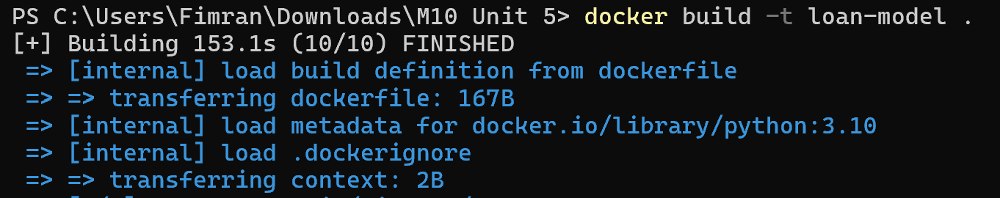 PS C:\Users\Fimran\Downloads\M10 Unit 5> docker build -t loan-model .
[+] Building 153.1s (10/10) FINISHED
=> [internal] load build definition from dockerfile
=> => transferring dockerfile: 167B
=> [internal] load metadata for docker.io/library/python:3.10
=> [internal] load .dockerignore
=> => transferring context: 2B